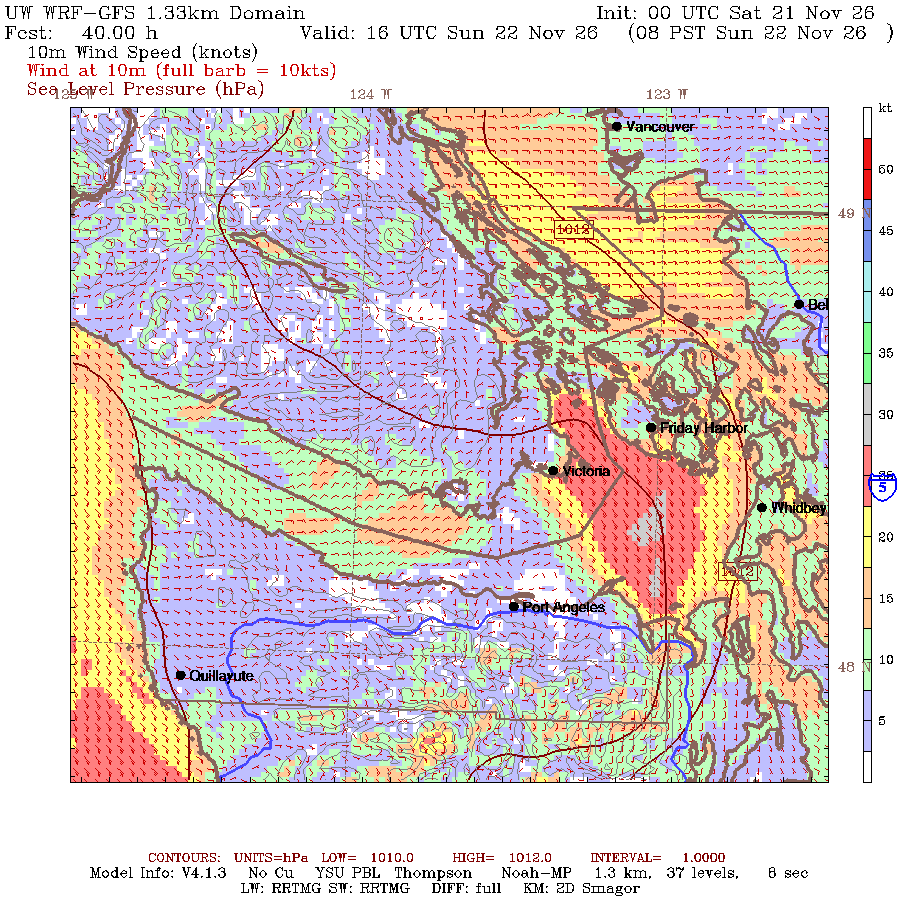 UW WRF-GFS 1.33km Domain Init: 00 UTC Sat 21 Nov 26
Fcst: 40.00 h Valid: 16 UTC Sun 22 Nov 26 (08 PST Sun 22 Nov 26 )
10m Wind Speed (knots)
Wind at 10m (full barb = 10kts)
Sea Level Pressure (hPa)
125 W 124 W 123 W
kt
Vancouver
60
49 N
1012
45
40
Bel
35
30
Friday Harbor
Victoria
25
5
Whidbey
20
1012
15
Port Angeles
10
48 N
Quillayute
5
CONTOURS: UNITS=hPa LOW= 1010.0 HIGH= 1012.0 INTERVAL= 1.0000
Model Info: V4.1.3 No Cu YSU PBL Thompson Noah-MP 1.3 km, 37 levels, 8 sec
LW: RRTMG SW: RRTMG DIFF: full KM: 2D Smagor